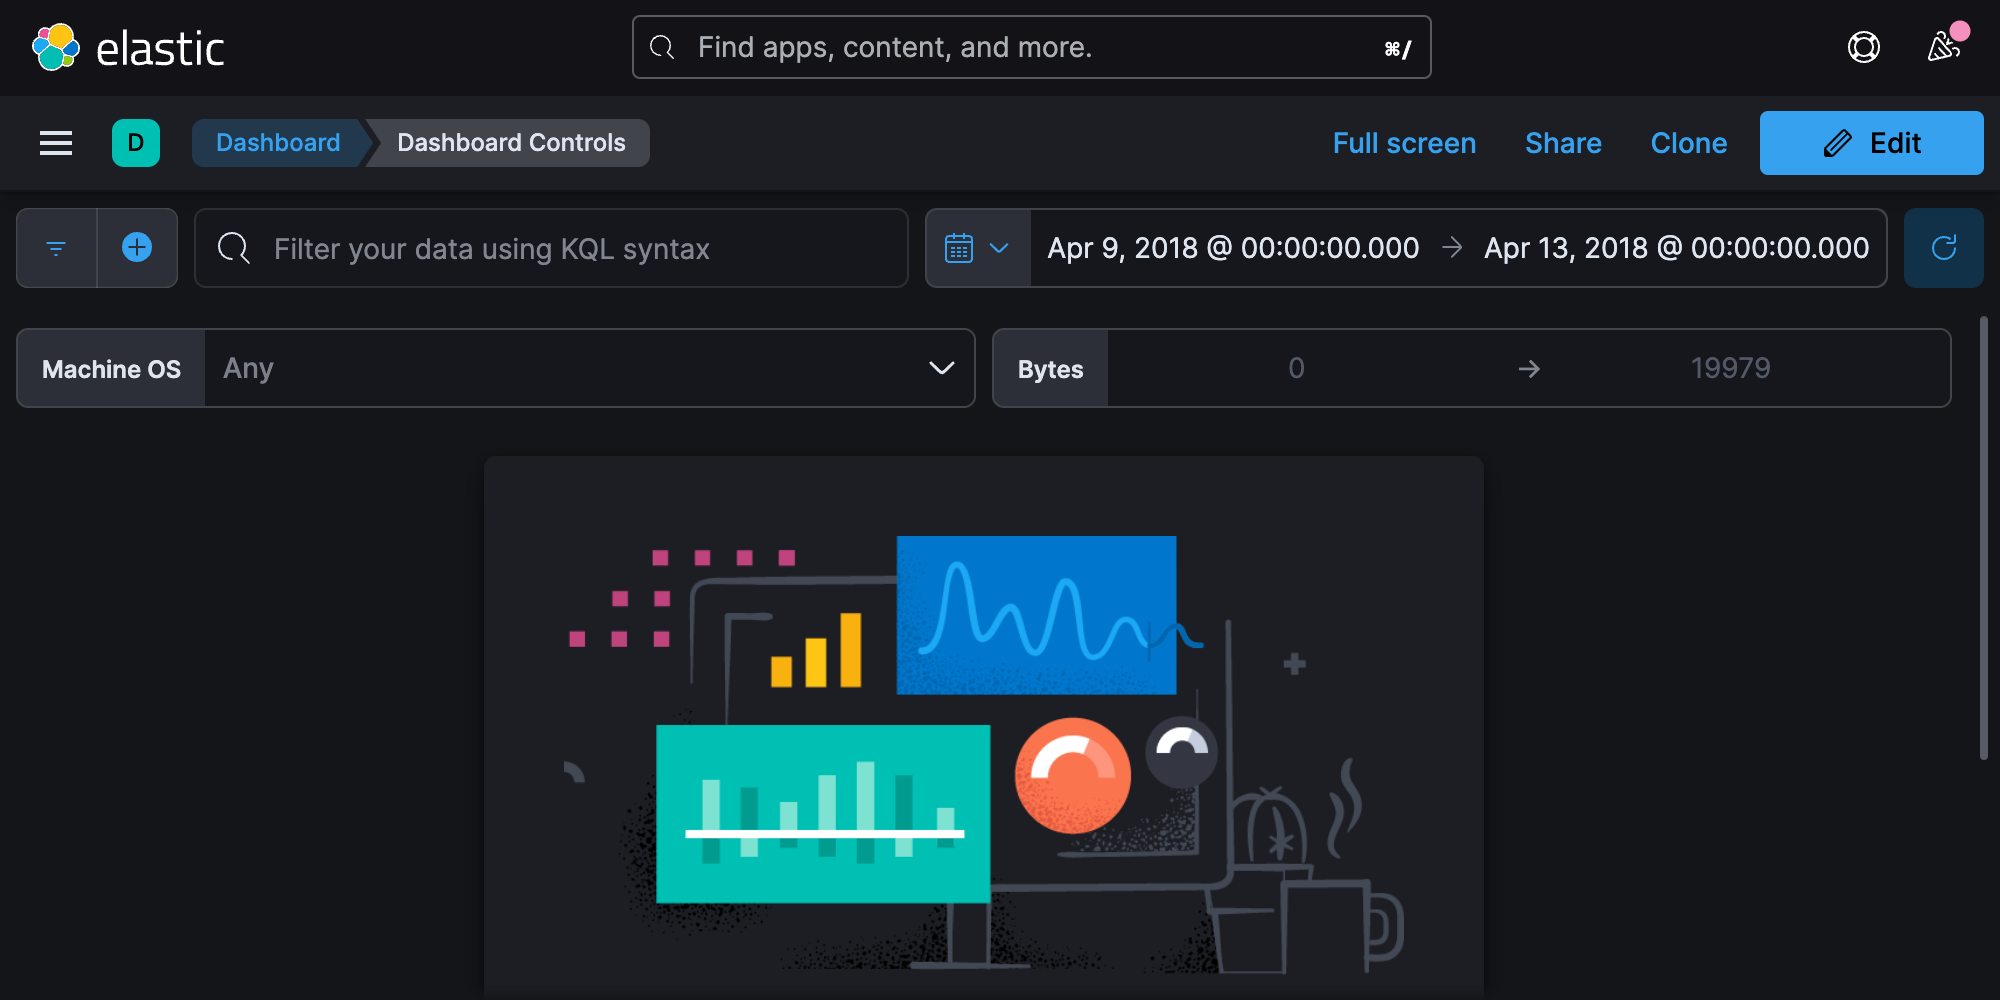 elastic
Find apps, content, and more.
⌘/
D
Dashboard
Dashboard Controls
Full screen
Share
Clone
Edit
Filter your data using KQL syntax
Apr 9, 2018 @ 00:00:00.000 → Apr 13, 2018 @ 00:00:00.000
Machine OS
Any
Bytes
0 → 19979